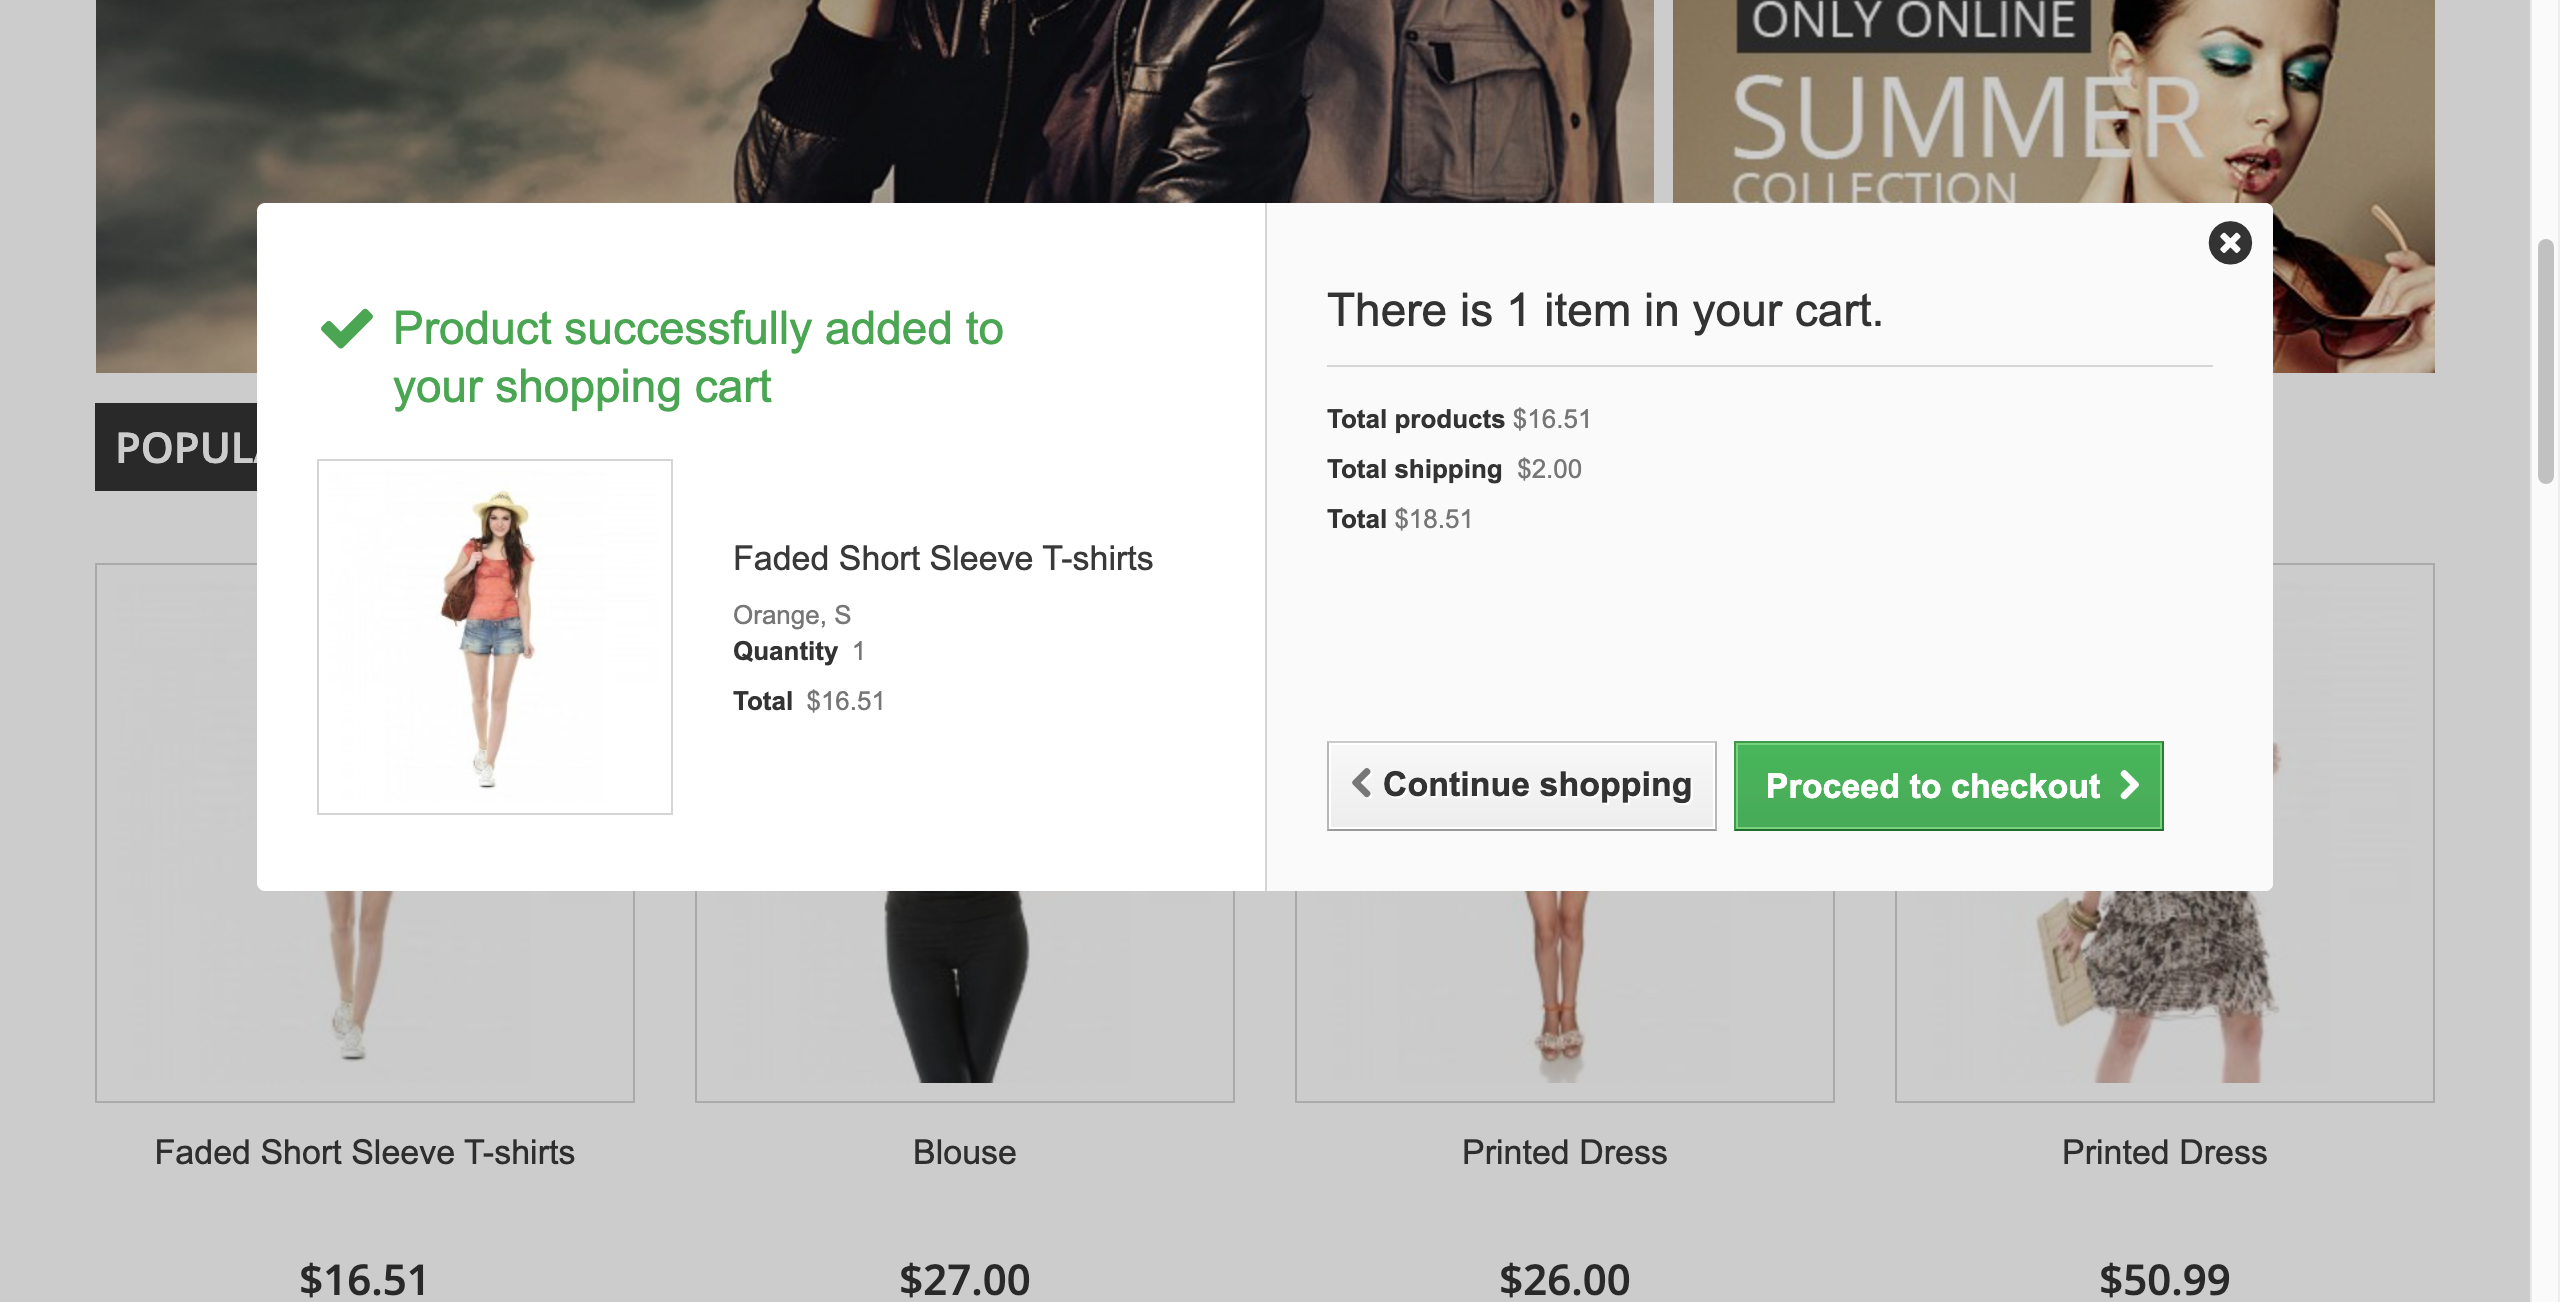 ONLY ONLINE
SUMMER
COLLECTION
There is 1 item in your cart.
Product successfully added to
your shopping cart
Total products $16.51
Total shipping $2.00
Total $18.51
POPULA
Faded Short Sleeve T-shirts
Orange, S
Quantity 1
Total $16.51
Continue shopping
Proceed to checkout
Faded Short Sleeve T-shirts
Blouse
Printed Dress
Printed Dress
$16.51
$27.00
$26.00
$50.99